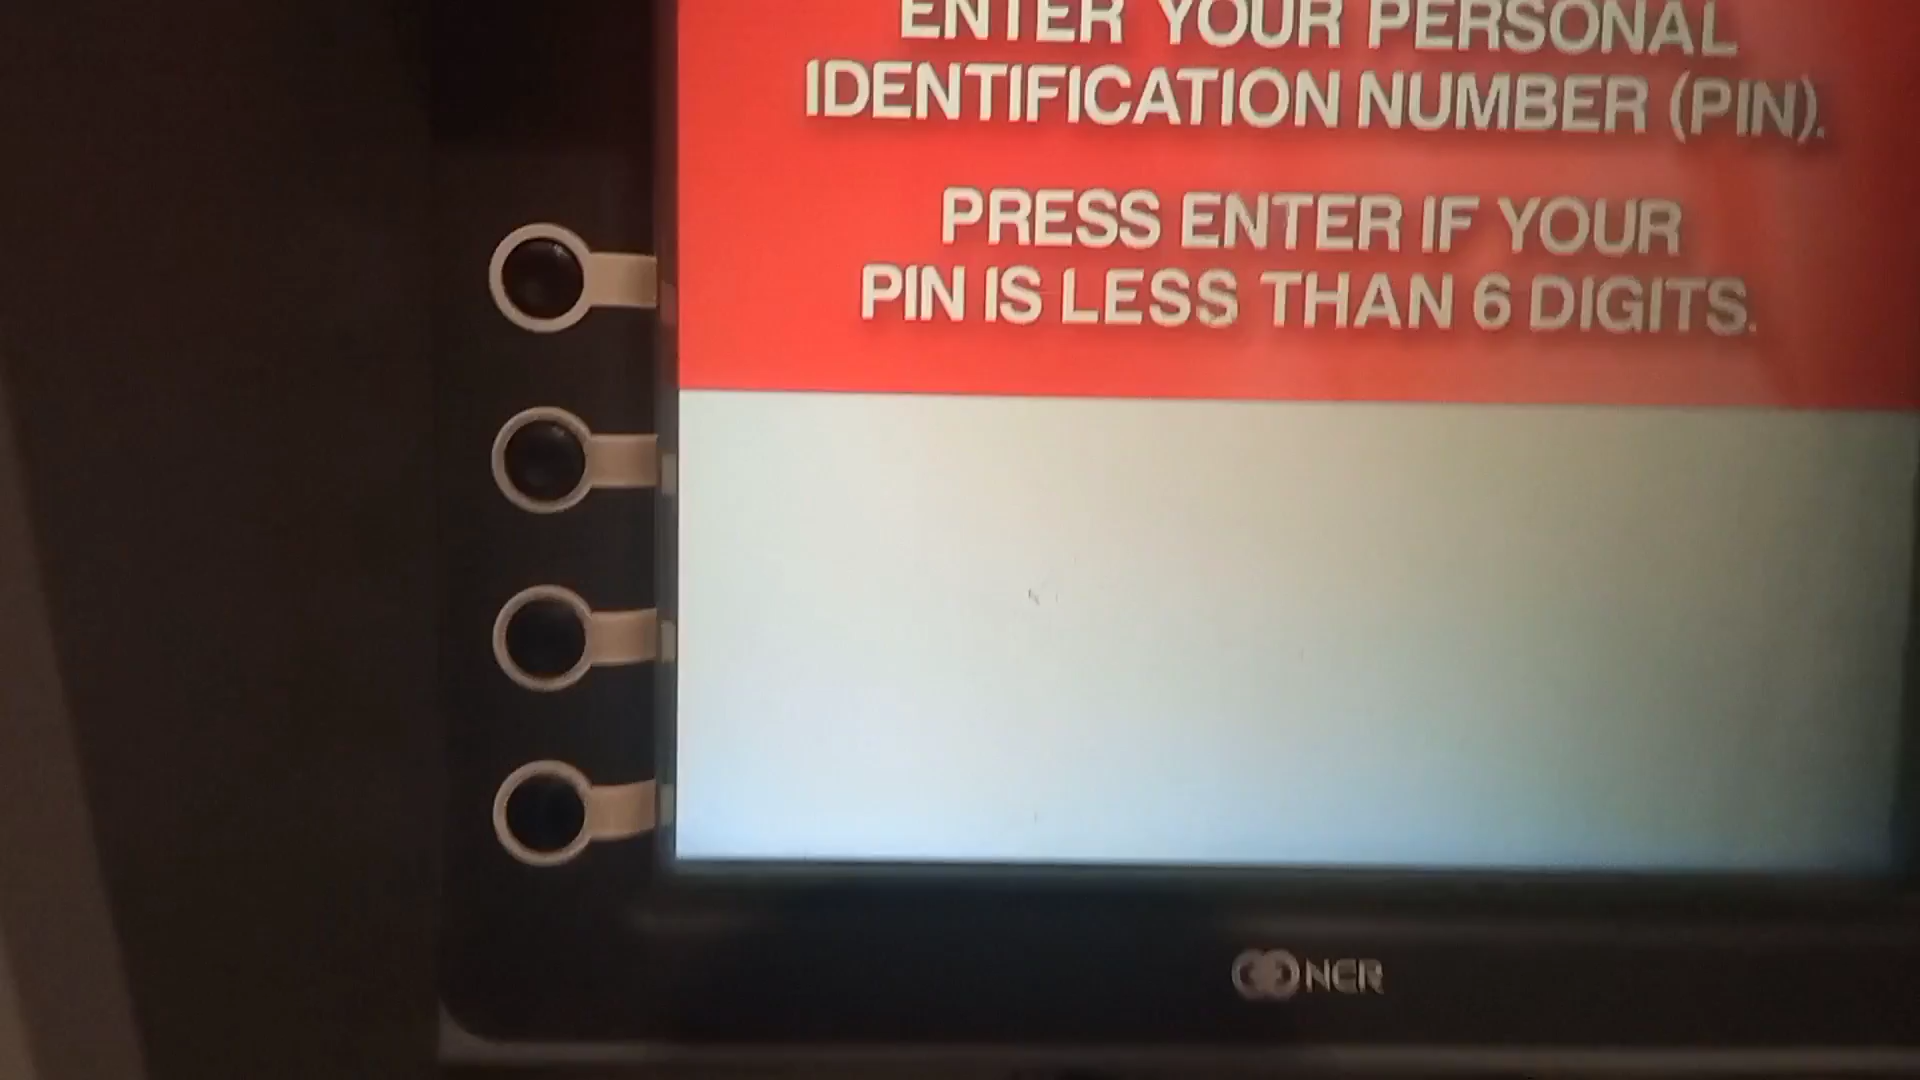 ENTER YOUR PERSONAL
IDENTIFICATION NUMBER (PIN).
PRESS ENTER IF YOUR
PIN IS LESS THAN 6 DIGITS.
NCR